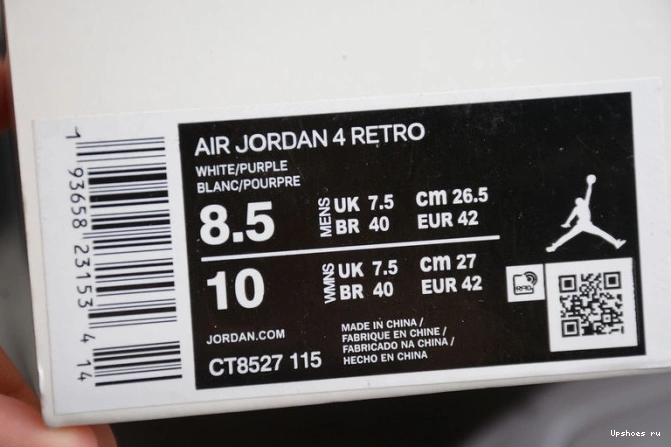 AIR JORDAN 4 RETRO
WHITE/PURPLE
BLANC/POURPRE
8.5
MENS
UK 7.5 cm 26.5
BR 40 EUR 42
10
WMNS
UK 7.5 cm 27
BR 40 EUR 42
JORDAN.COM
CT8527 115
MADE IN CHINA /
FABRIQUE EN CHINE /
FABRICADO NA CHINA /
HECHO EN CHINA
1 93658 23153 4 14
Upshoes ru